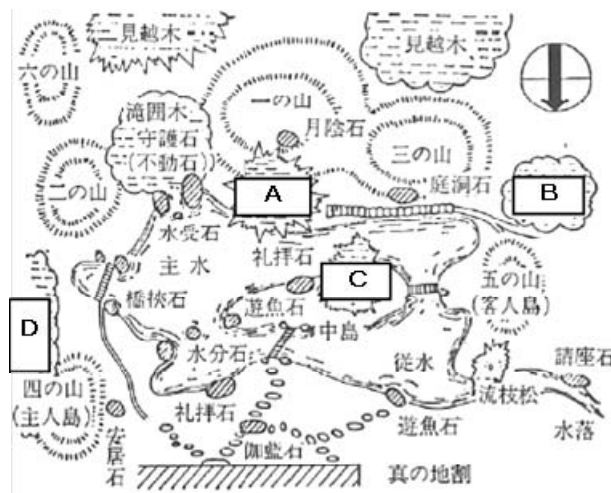 見越木
見越木
六の山
一の山
月陰石
滝囲木
守護石
(不動石)
三の山
庭洞石
二の山
A
B
水受石
主水
礼拝石
C
五の山
(客人島)
橋挾石
遊魚石
中島
D
水分石
従水
請座石
四の山
(主人島)
礼拝石
流枝松
安居石
伽藍石
遊魚石
水落
真の地割